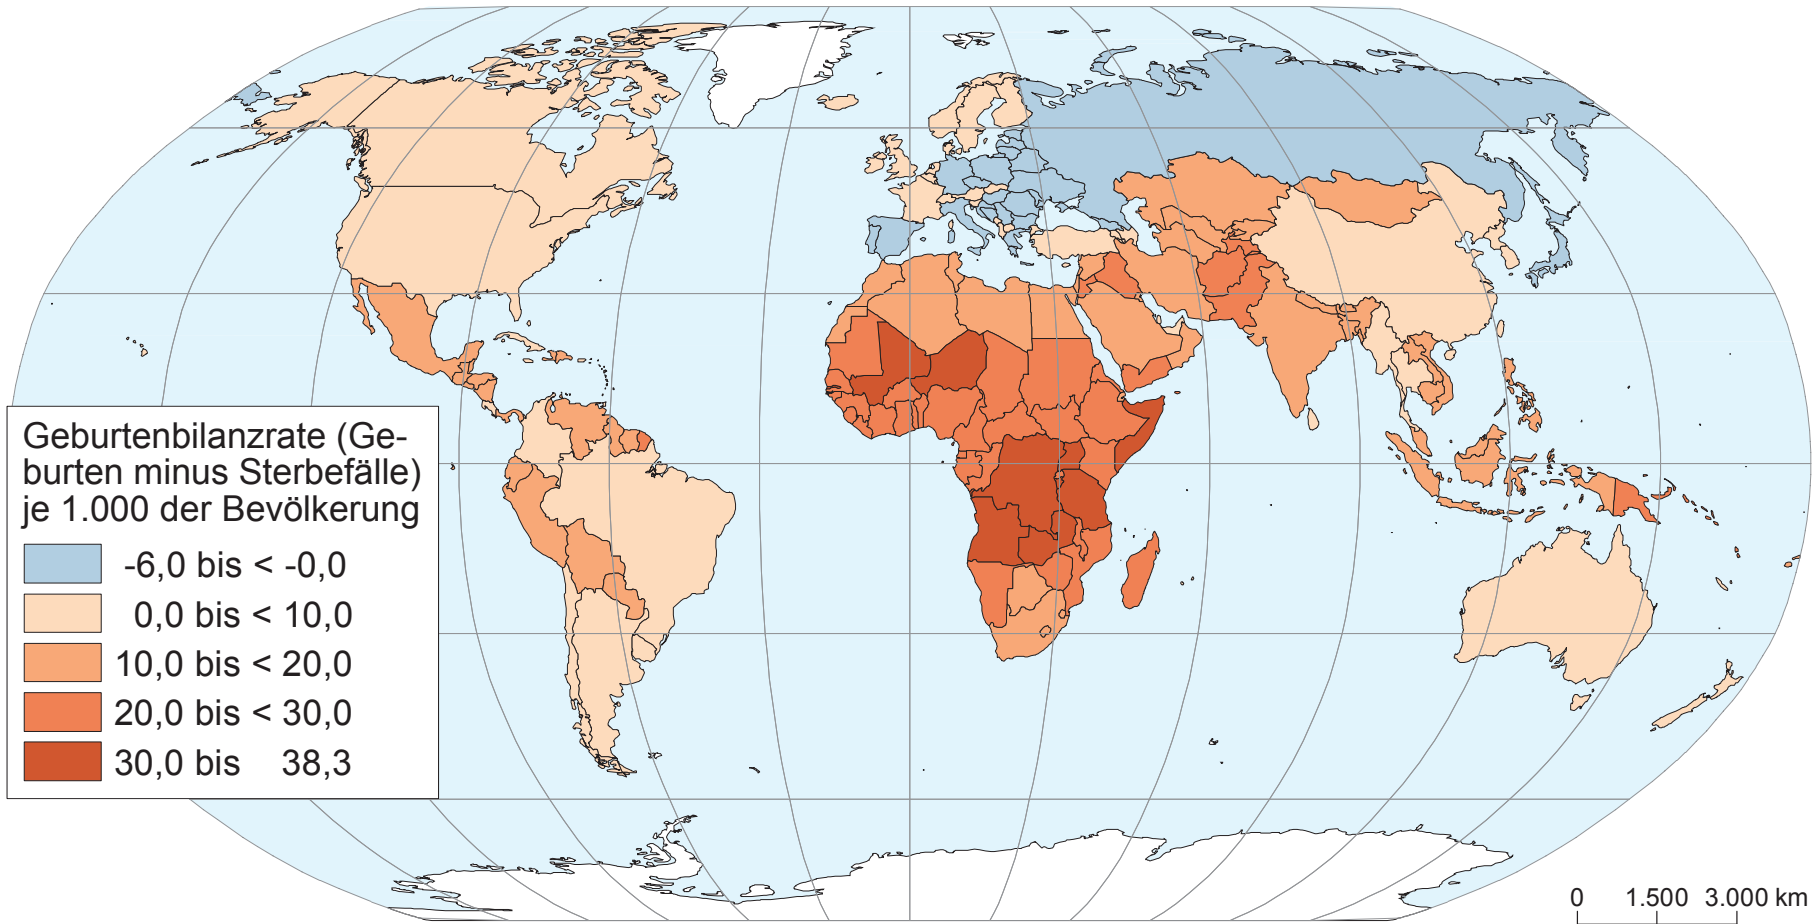 Geburtenbilanzrate (Ge-
burten minus Sterbefälle)
je 1.000 der Bevölkerung
-6,0 bis < -0,0
0,0 bis < 10,0
10,0 bis < 20,0
20,0 bis < 30,0
30,0 bis 38,3
0 1.500 3.000 km